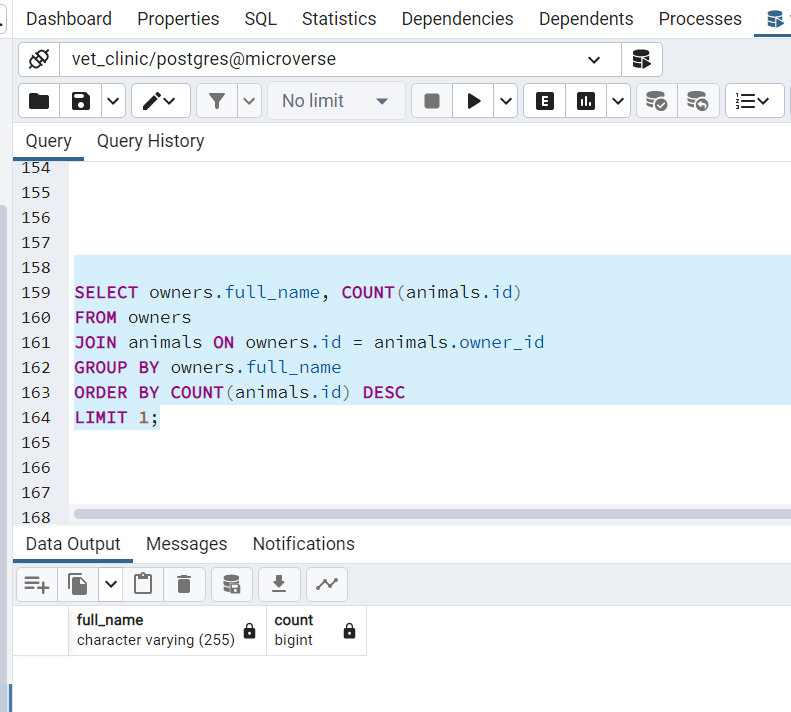 Dashboard Properties SQL Statistics Dependencies Dependents Processes
vet_clinic/postgres@microverse
No limit
E
Query Query History
154
155
156
157
158
159 SELECT owners.full_name, COUNT(animals.id)
160 FROM owners
161 JOIN animals ON owners.id = animals.owner_id
162 GROUP BY owners.full_name
163 ORDER BY COUNT(animals.id) DESC
164 LIMIT 1;
165
166
167
168
Data Output Messages Notifications
full_name count
character varying (255) bigint